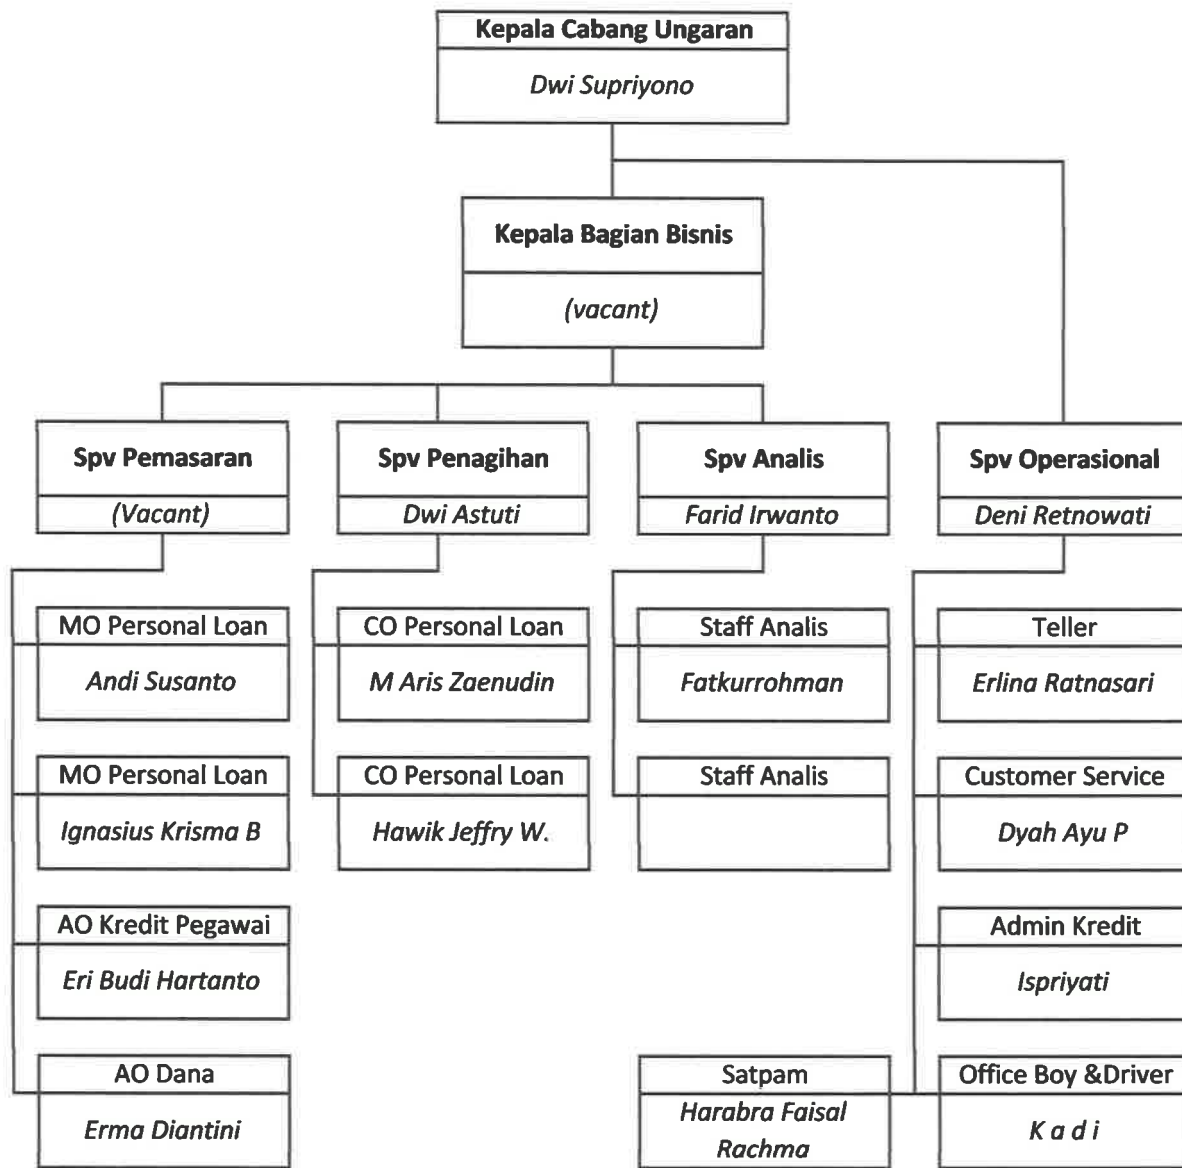 Kepala Cabang Ungaran
Dwi Supriyono
Kepala Bagian Bisnis
(vacant)
Spv Pemasaran
(Vacant)
Spv Penagihan
Dwi Astuti
Spv Analis
Farid Irwanto
Spv Operasional
Deni Retnowati
MO Personal Loan
Andi Susanto
CO Personal Loan
M Aris Zaenudin
Staff Analis
Fatkurrohman
Teller
Erlina Ratnasari
MO Personal Loan
Ignasius Krisma B
CO Personal Loan
Hawik Jeffry W.
Staff Analis
Customer Service
Dyah Ayu P
AO Kredit Pegawai
Eri Budi Hartanto
Admin Kredit
Ispriyati
AO Dana
Erma Diantini
Satpam
Harabra Faisal
Rachma
Office Boy &Driver
K a d i